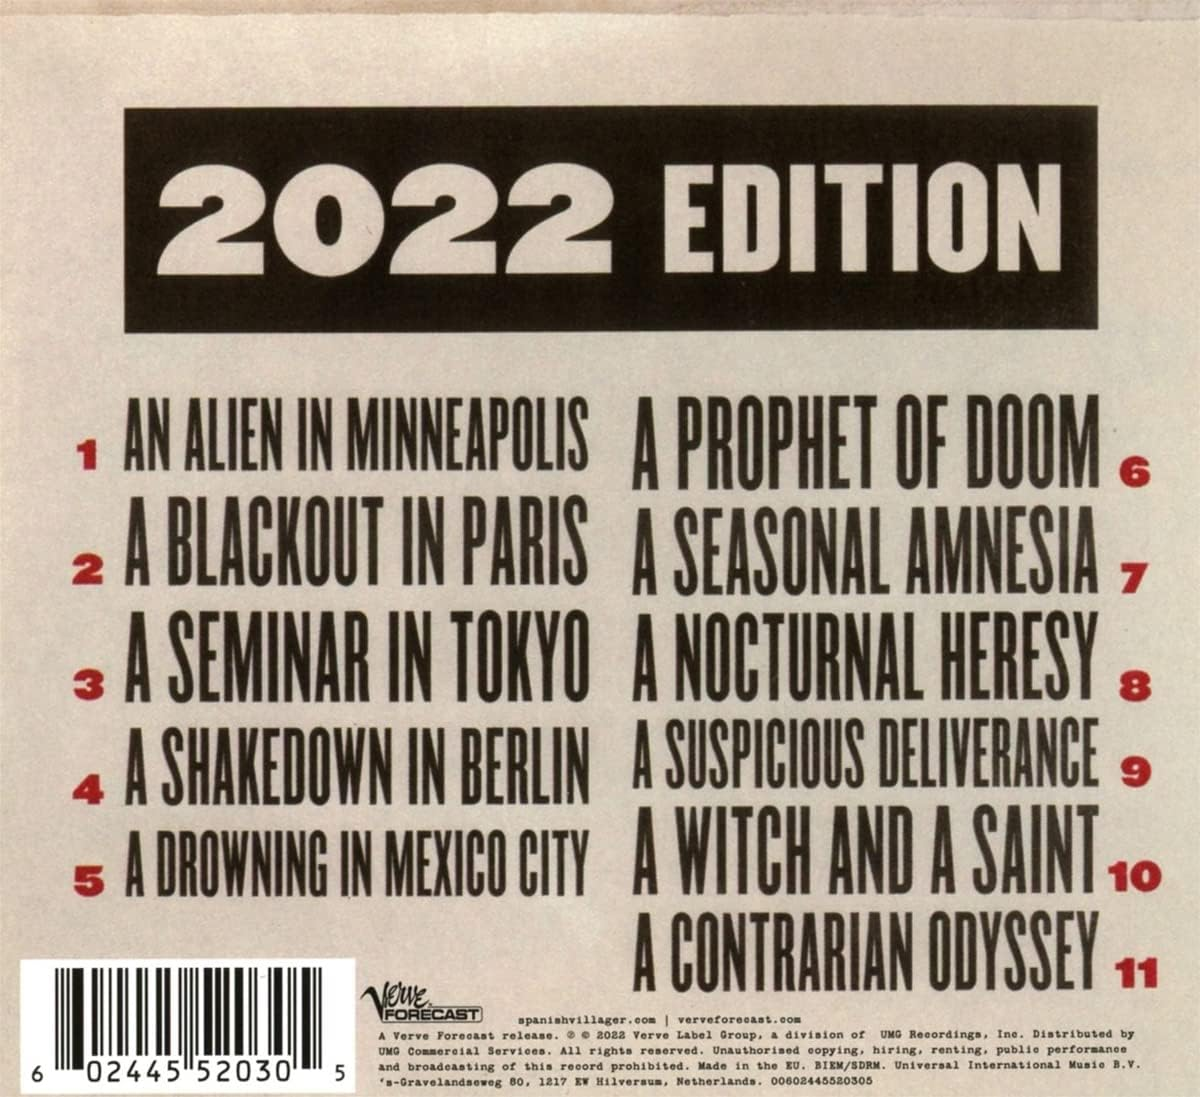 2022 EDITION
1 AN ALIEN IN MINNEAPOLIS
2 A BLACKOUT IN PARIS
3 A SEMINAR IN TOKYO
4 A SHAKEDOWN IN BERLIN
5 A DROWNING IN MEXICO CITY
A PROPHET OF DOOM 6
A SEASONAL AMNESIA 7
A NOCTURNAL HERESY 8
A SUSPICIOUS DELIVERANCE 9
A WITCH AND A SAINT 10
A CONTRARIAN ODYSSEY 11
6 02445 52030 5
Verve
FORECAST
spanishvillager.com | verveforecast.com
A Verve Forecast release. ℗ © 2022 Verve Label Group, a division of UMG Recordings, Inc. Distributed by
UMG Commercial Services. All rights reserved. Unauthorised copying, hiring, renting, public performance
and broadcasting of this record prohibited. Made in the EU. BIEM/SDRM. Universal International Music B.V.
's-Gravelandseweg 80, 1217 EW Hilversum, Netherlands. 00602445520305